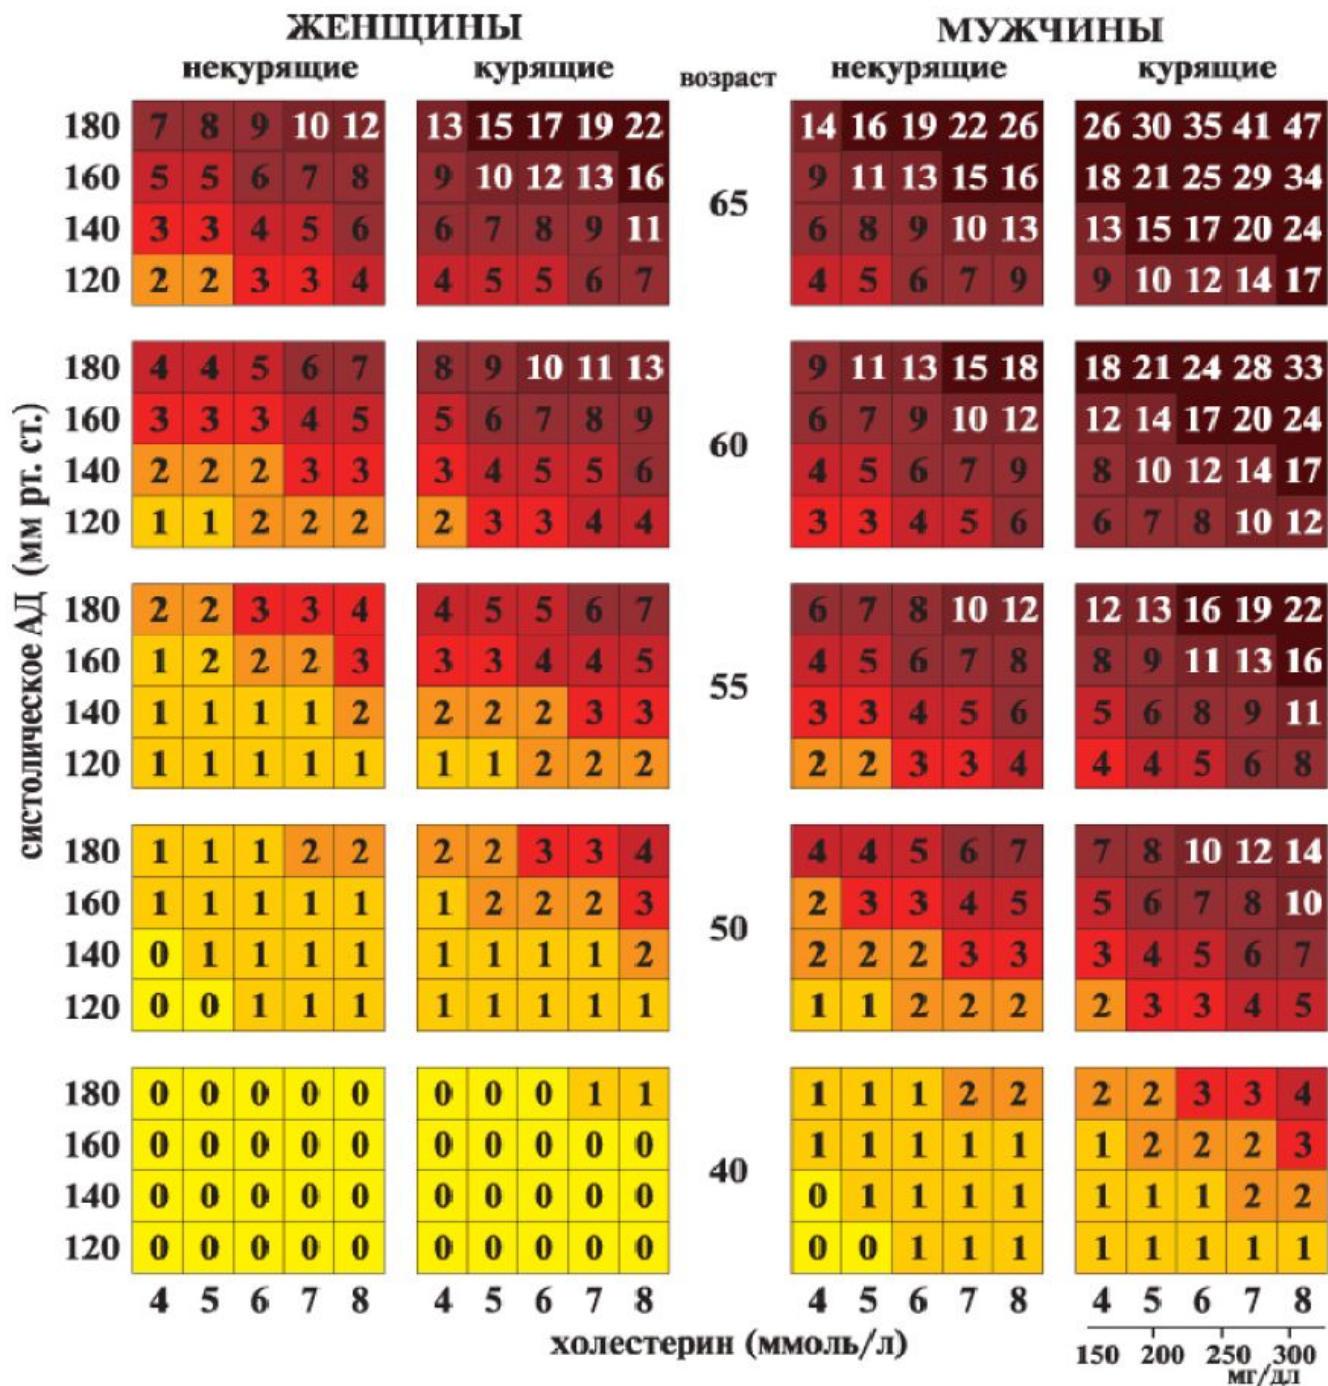 ЖЕНЩИНЫ МУЖЧИНЫ
некурящие курящие возраст некурящие курящие
180 7 8 9 10 12 13 15 17 19 22 14 16 19 22 26 26 30 35 41 47
160 5 5 6 7 8 9 10 12 13 16 9 11 13 15 16 18 21 25 29 34
65
140 3 3 4 5 6 6 7 8 9 11 6 8 9 10 13 13 15 17 20 24
120 2 2 3 3 4 4 5 5 6 7 4 5 6 7 9 9 10 12 14 17
180 4 4 5 6 7 8 9 10 11 13 9 11 13 15 18 18 21 24 28 33
160 3 3 3 4 5 5 6 7 8 9 6 7 9 10 12 12 14 17 20 24
60
140 2 2 2 3 3 3 4 5 5 6 4 5 6 7 9 8 10 12 14 17
120 1 1 2 2 2 2 3 3 4 4 3 3 4 5 6 6 7 8 10 12
систолическое АД (мм рт. ст.)
180 2 2 3 3 4 4 5 5 6 7 6 7 8 10 12 12 13 16 19 22
160 1 2 2 2 3 3 3 4 4 5 4 5 6 7 8 8 9 11 13 16
55
140 1 1 1 1 2 2 2 2 3 3 3 3 4 5 6 5 6 8 9 11
120 1 1 1 1 1 1 1 2 2 2 2 2 3 3 4 4 4 5 6 8
180 1 1 1 2 2 2 2 3 3 4 4 4 5 6 7 7 8 10 12 14
160 1 1 1 1 1 1 2 2 2 3 2 3 3 4 5 5 6 7 8 10
50
140 0 1 1 1 1 1 1 1 1 2 2 2 2 3 3 3 4 5 6 7
120 0 0 1 1 1 1 1 1 1 1 1 1 2 2 2 2 3 3 4 5
180 0 0 0 0 0 0 0 0 1 1 1 1 1 2 2 2 2 3 3 4
160 0 0 0 0 0 0 0 0 0 0 1 1 1 1 1 1 2 2 2 3
40
140 0 0 0 0 0 0 0 0 0 0 0 1 1 1 1 1 1 1 2 2
120 0 0 0 0 0 0 0 0 0 0 0 0 1 1 1 1 1 1 1 1
4 5 6 7 8 4 5 6 7 8 4 5 6 7 8 4 5 6 7 8
холестерин (ммоль/л)
150 200 250 300
мг/дл